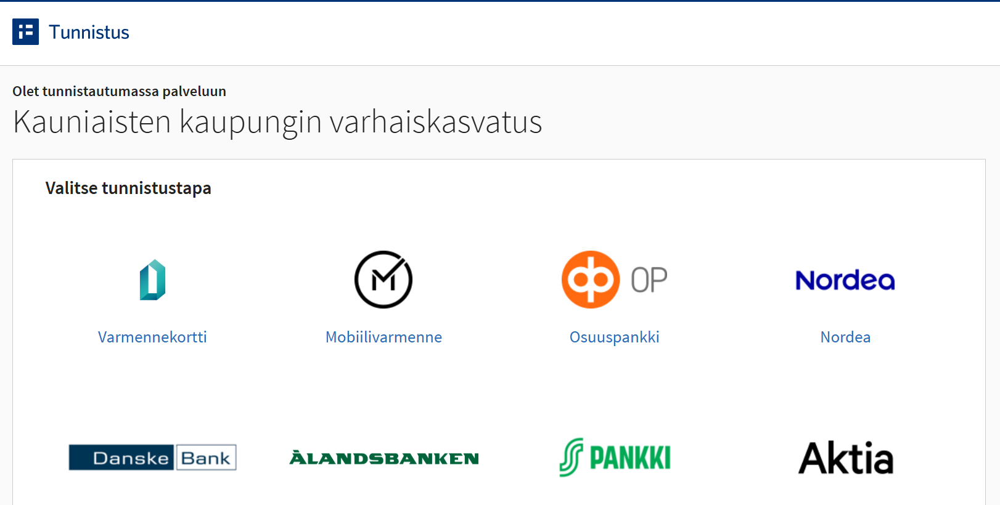 Tunnistus
Olet tunnistautumassa palveluun
Kauniaisten kaupungin varhaiskasvatus
Valitse tunnistustapa
OP
Nordea
Varmennekortti
Mobiilivarmenne
Osuuspankki
Nordea
Danske Bank
ÅLANDSBANKEN
S PANKKI
Aktia